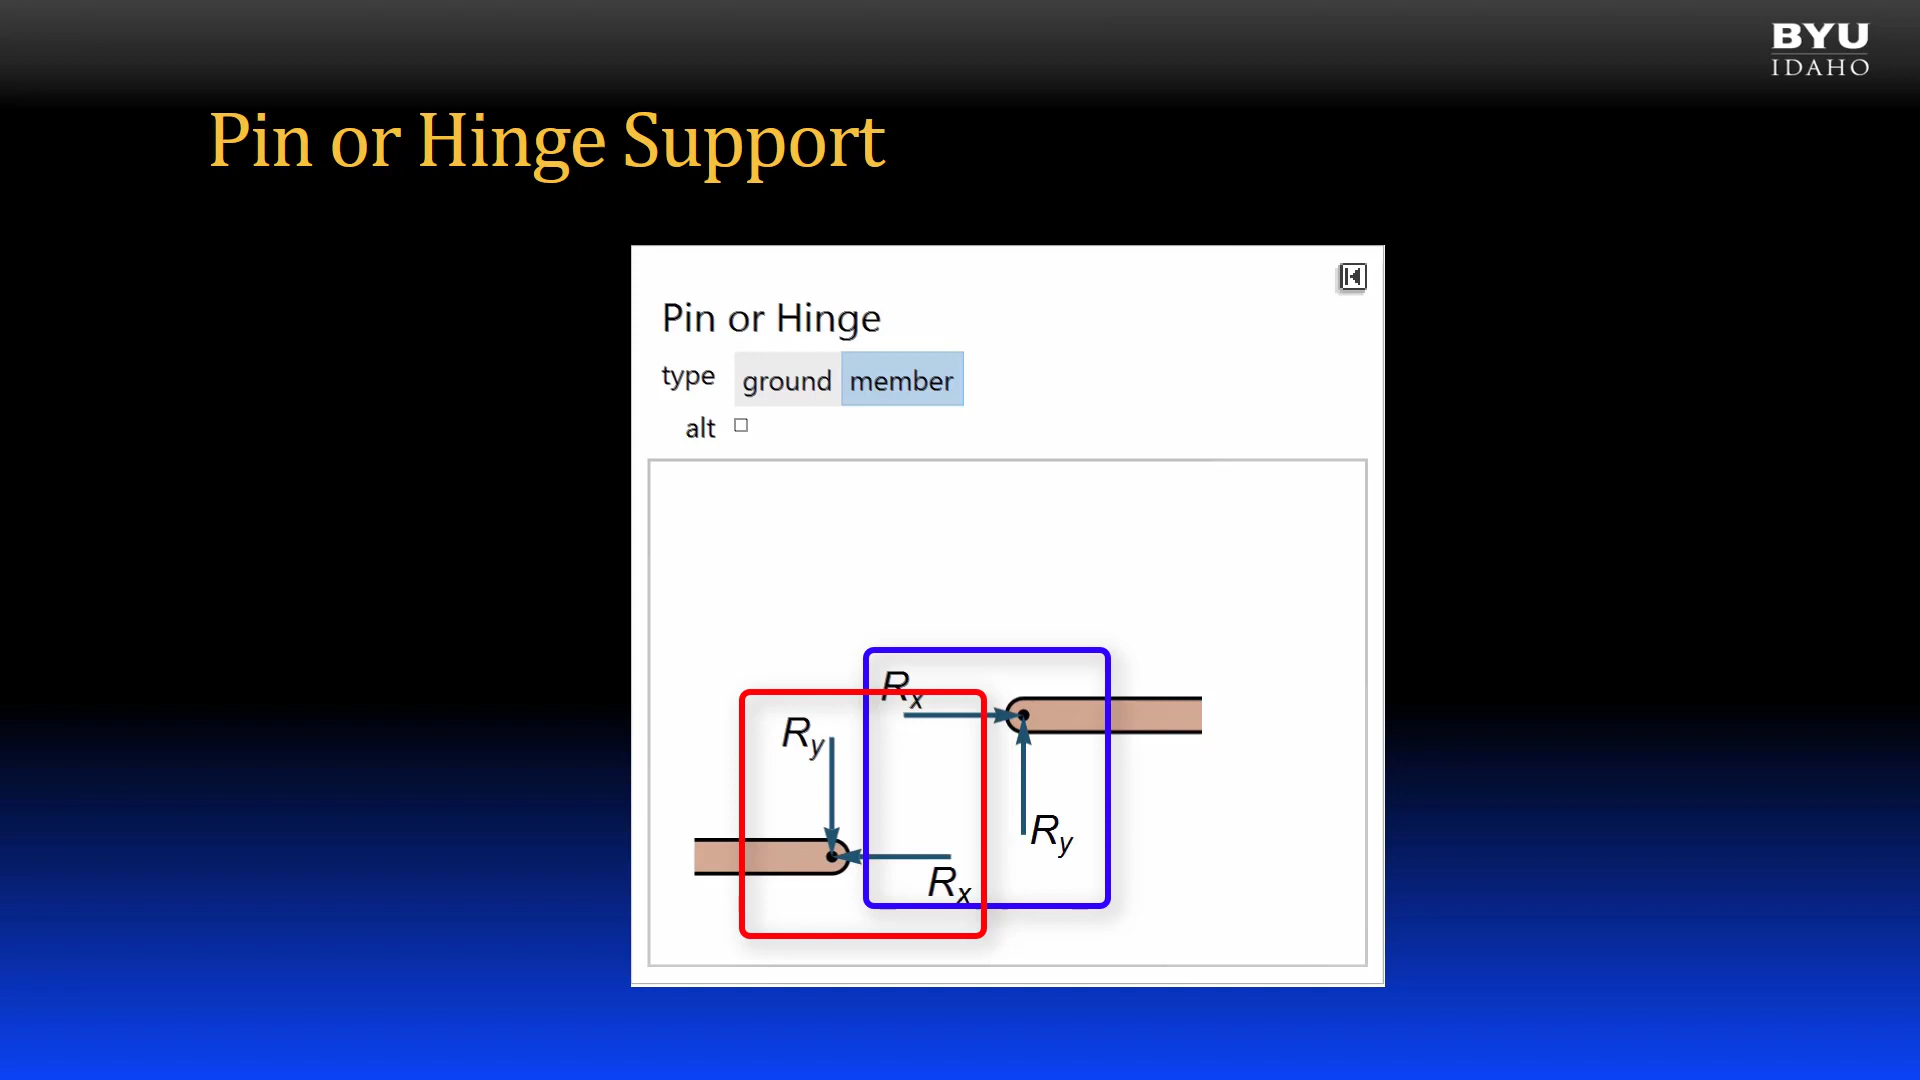 BYU
IDAHO
Pin or Hinge Support
Pin or Hinge
type ground member
alt
Rx
Ry
Ry
Rx